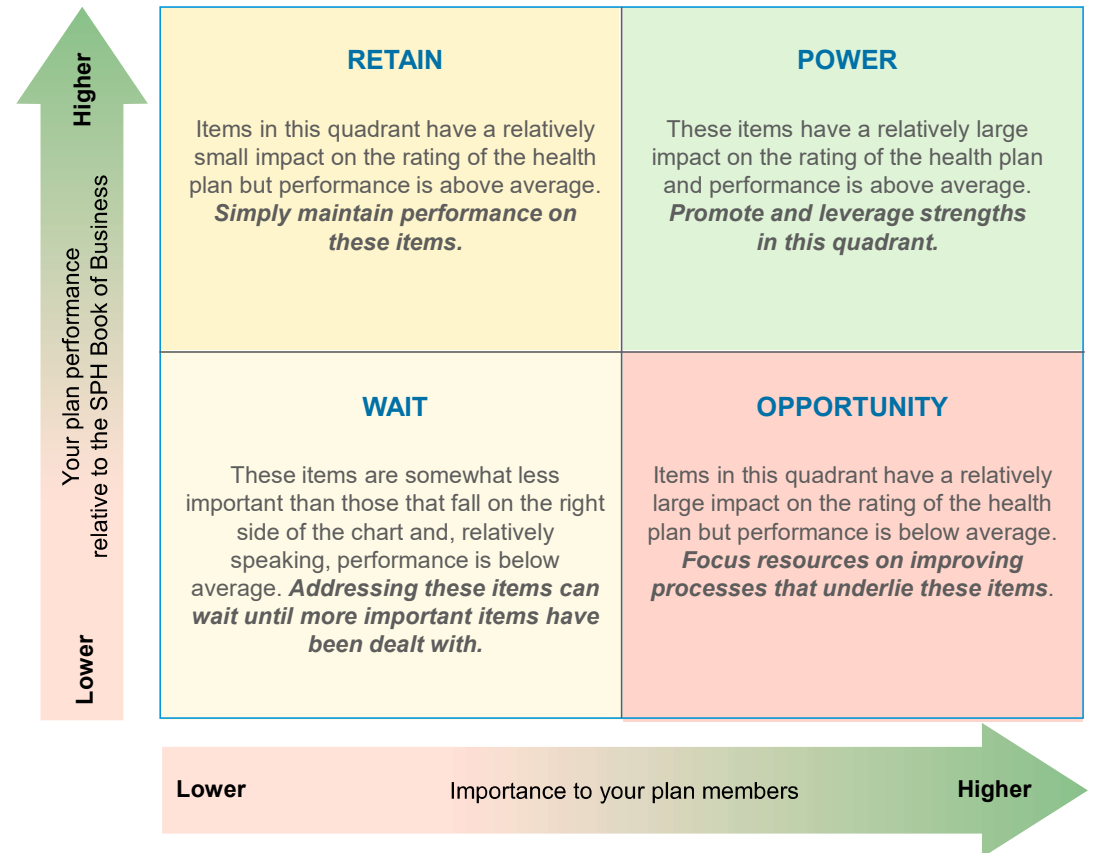 Higher
Your plan performance
relative to the SPH Book of Business
Lower
RETAIN
Items in this quadrant have a relatively
small impact on the rating of the health
plan but performance is above average.
Simply maintain performance on
these items.
POWER
These items have a relatively large
impact on the rating of the health plan
and performance is above average.
Promote and leverage strengths
in this quadrant.
WAIT
These items are somewhat less
important than those that fall on the right
side of the chart and, relatively
speaking, performance is below
average. Addressing these items can
wait until more important items have
been dealt with.
OPPORTUNITY
Items in this quadrant have a relatively
large impact on the rating of the health
plan but performance is below average.
Focus resources on improving
processes that underlie these items.
Lower
Importance to your plan members
Higher